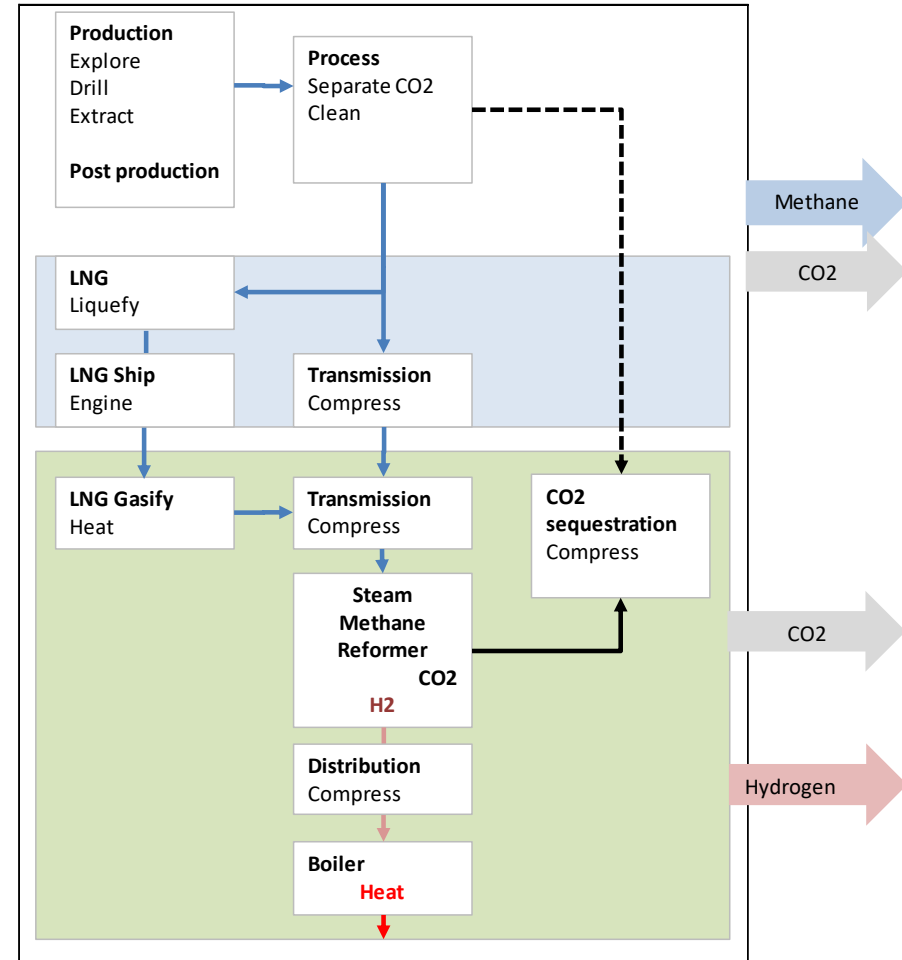 Production
Explore
Drill
Extract
Post production
Process
Separate CO2
Clean
Methane
CO2
LNG
Liquefy
LNG Ship
Engine
Transmission
Compress
LNG Gasify
Heat
Transmission
Compress
CO2
sequestration
Compress
Steam
Methane
Reformer
CO2
H2
CO2
Distribution
Compress
Hydrogen
Boiler
Heat